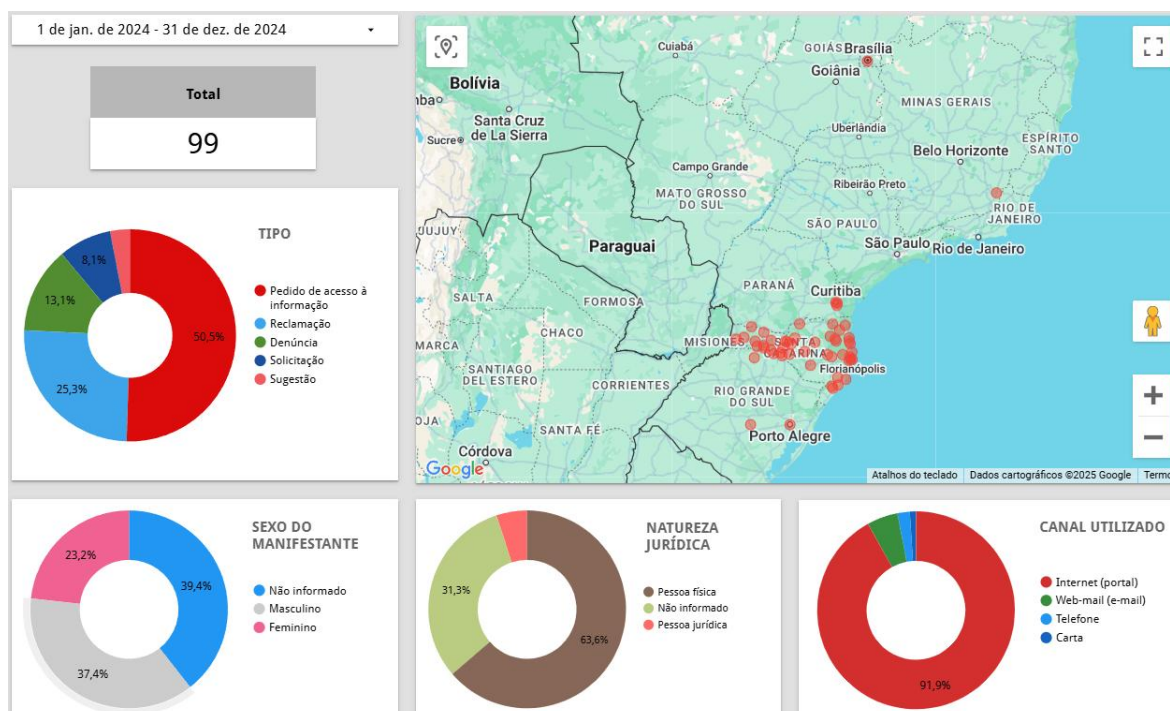 1 de jan. de 2024 - 31 de dez. de 2024
Total
99
TIPO
Pedido de acesso à
informação
Reclamação
Denúncia
Solicitação
Sugestão
50,5%
25,3%
13,1%
8,1%
Cuiabá
GOIÁS
Brasília
Goiânia
Bolívia
MINAS GERAIS
Santa Cruz
de La Sierra
Sucre
Uberlândia
ESPÍRITO
SANTO
Belo Horizonte
Campo Grande
MATO GROSSO
DO SUL
Ribeirão Preto
RIO DE
JANEIRO
SÃO PAULO
JUJUY
Paraguai
São Paulo
Rio de Janeiro
PARANÁ
Curitiba
SALTA
FORMOSA
CHACO
MISIONES
SANTA
CATARINA
Florianópolis
SANTIAGO
DEL ESTERO
CORRIENTES
RIO GRANDE
DO SUL
SANTA FÉ
Porto Alegre
Córdova
Google
Atalhos do teclado
Dados cartográficos ©2025 Google
Termo
SEXO DO
MANIFESTANTE
Não informado
Masculino
Feminino
39,4%
37,4%
23,2%
NATUREZA
JURÍDICA
Pessoa física
Não informado
Pessoa jurídica
63,6%
31,3%
CANAL UTILIZADO
Internet (portal)
Web-mail (e-mail)
Telefone
Carta
91,9%